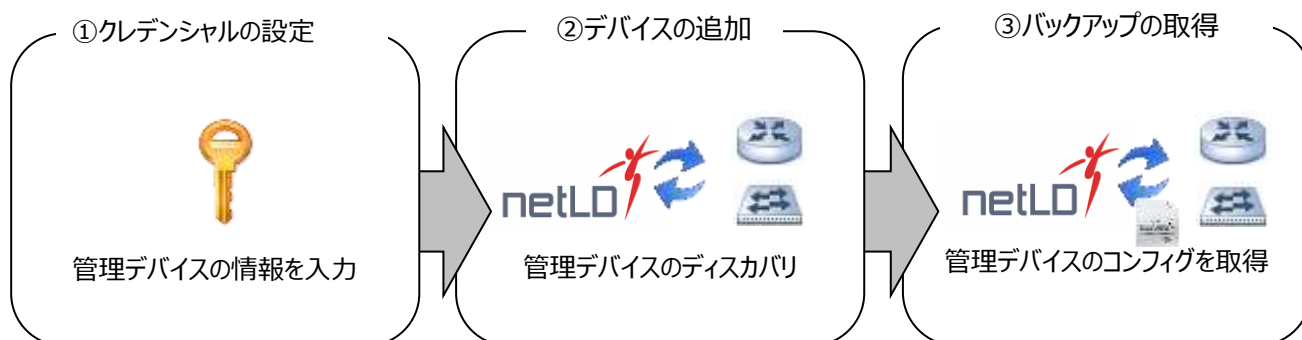 ①クレデンシャルの設定
管理デバイスの情報を入力
②デバイスの追加
netLD
管理デバイスのディスカバリ
③バックアップの取得
netLD
管理デバイスのコンフィグを取得